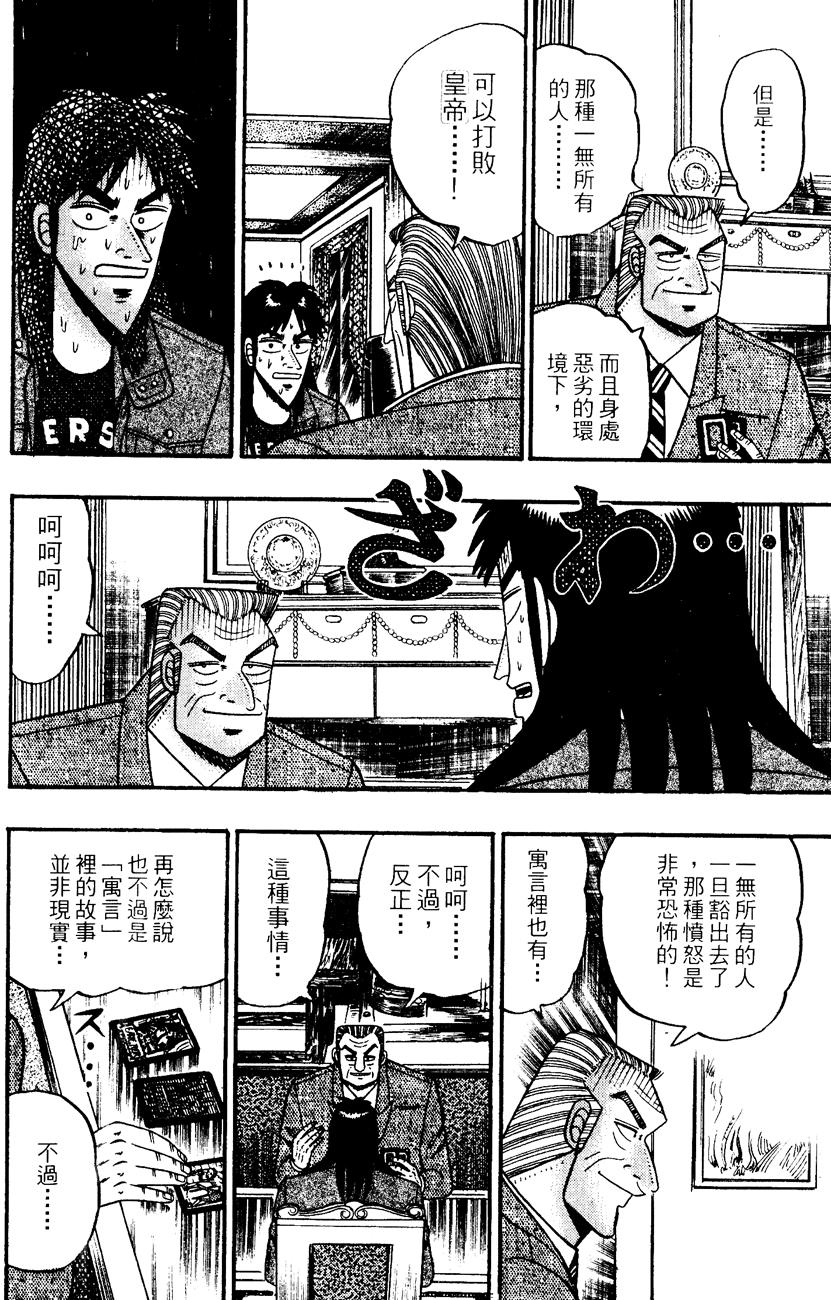 但是………
那種一無所有
的人…………
而且身處
惡劣的環
境下，
可以打敗
皇帝………！
ERS
ER
ざわ……
呵呵呵……
一無所有的人
一旦豁出去了
，那種憤怒是
非常恐怖的！
寓言裡也有…
呵呵…
不過，
反正…
這種事情…
再怎麼說
也不過是
「寓言」
裡的故事，
並非現實…
ス…
不過……